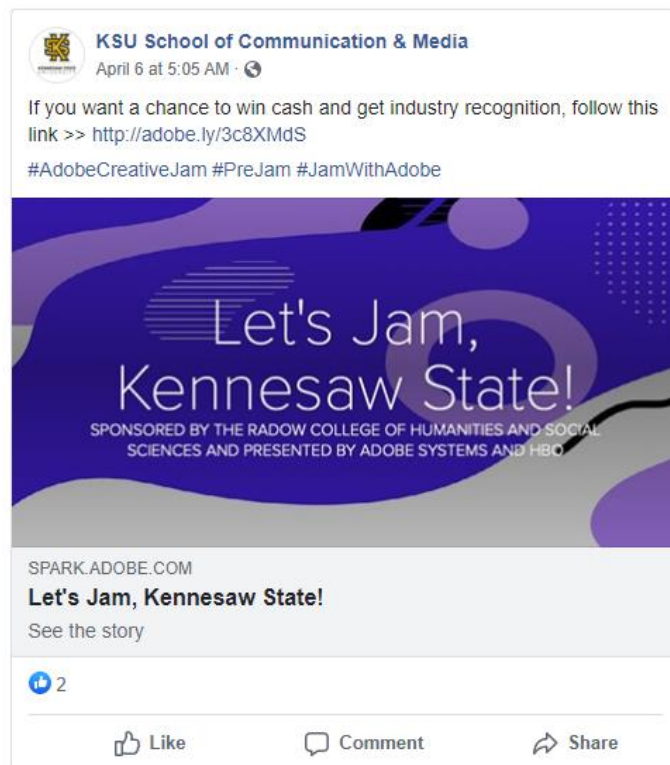 KSU School of Communication & Media
April 6 at 5:05 AM ·
If you want a chance to win cash and get industry recognition, follow this
link >> http://adobe.ly/3c8XMdS
#AdobeCreativeJam #PreJam #JamWithAdobe
Let's Jam,
Kennesaw State!
SPONSORED BY THE RADOW COLLEGE OF HUMANITIES AND SOCIAL
SCIENCES AND PRESENTED BY ADOBE SYSTEMS AND HBO
SPARK.ADOBE.COM
Let's Jam, Kennesaw State!
See the story
2
Like Comment Share